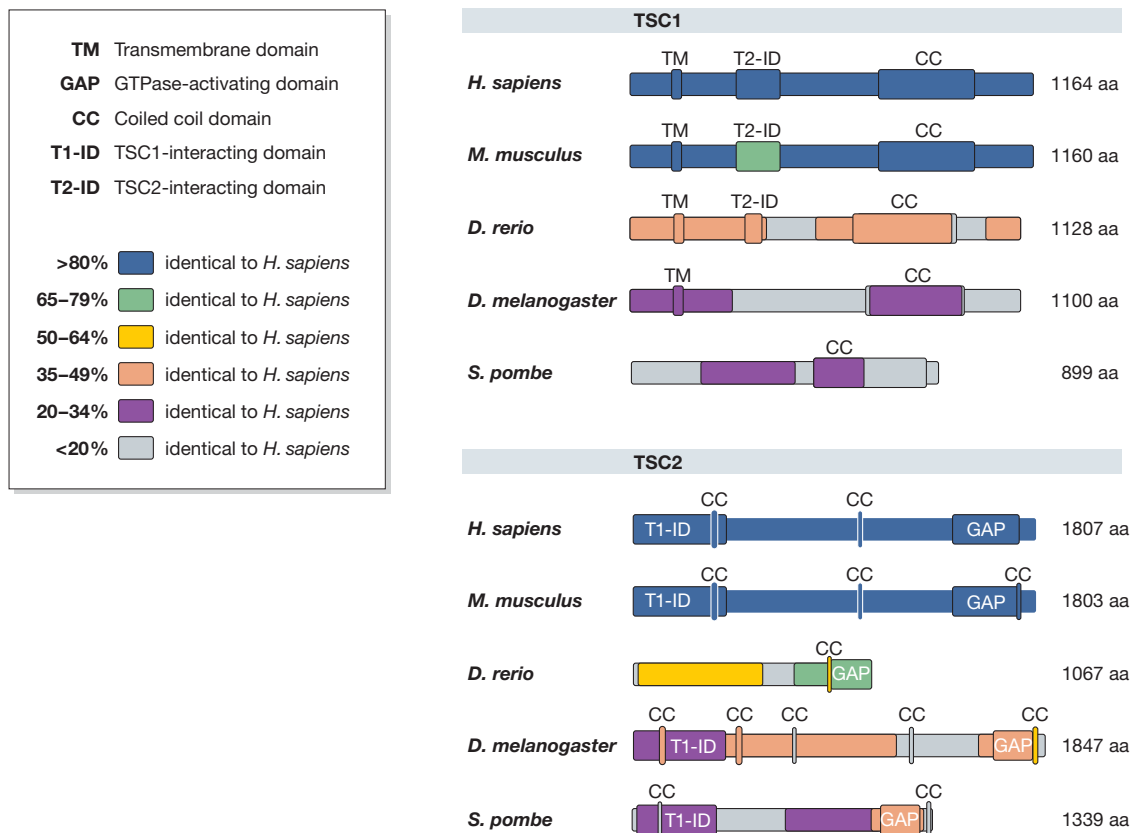 TM Transmembrane domain
GAP GTPase-activating domain
CC Coiled coil domain
T1-ID TSC1-interacting domain
T2-ID TSC2-interacting domain
>80% identical to H. sapiens
65–79% identical to H. sapiens
50–64% identical to H. sapiens
35–49% identical to H. sapiens
20–34% identical to H. sapiens
<20% identical to H. sapiens
TSC1
TM T2-ID CC
H. sapiens 1164 aa
TM T2-ID CC
M. musculus 1160 aa
TM T2-ID CC
D. rerio 1128 aa
TM CC
D. melanogaster 1100 aa
CC
S. pombe 899 aa
TSC2
CC CC
H. sapiens T1-ID GAP 1807 aa
CC CC CC
M. musculus T1-ID GAP 1803 aa
CC
D. rerio GAP 1067 aa
CC CC CC CC CC
D. melanogaster T1-ID GAP 1847 aa
CC CC
S. pombe T1-ID GAP 1339 aa